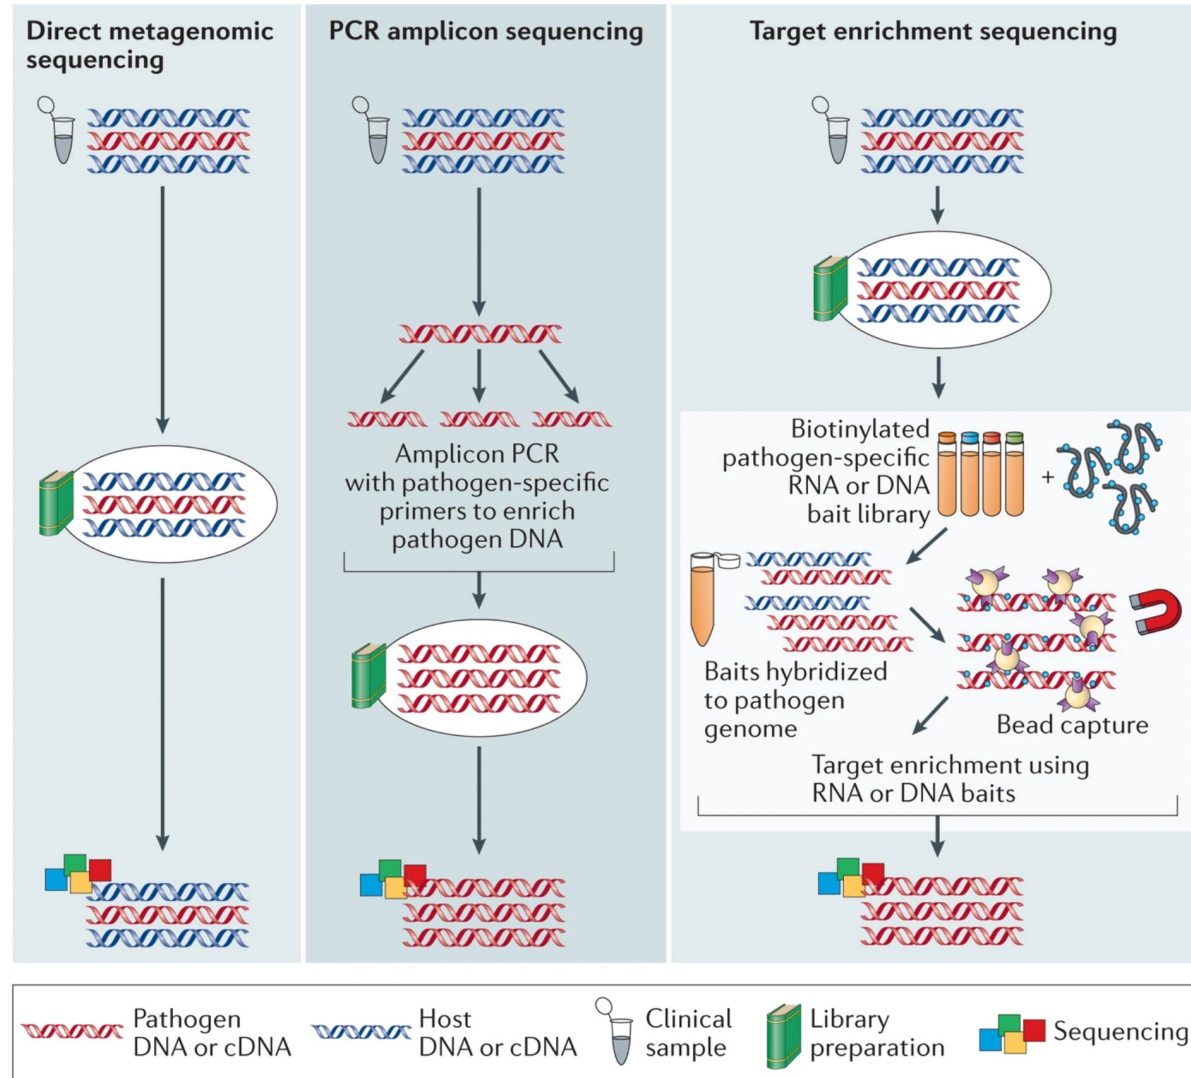 Direct metagenomic
sequencing
PCR amplicon sequencing
Amplicon PCR
with pathogen-specific
primers to enrich
pathogen DNA
Target enrichment sequencing
Biotinylated
pathogen-specific
RNA or DNA
bait library
+
Baits hybridized
to pathogen
genome
Bead capture
Target enrichment using
RNA or DNA baits
Pathogen
DNA or cDNA
Host
DNA or cDNA
Clinical
sample
Library
preparation
Sequencing